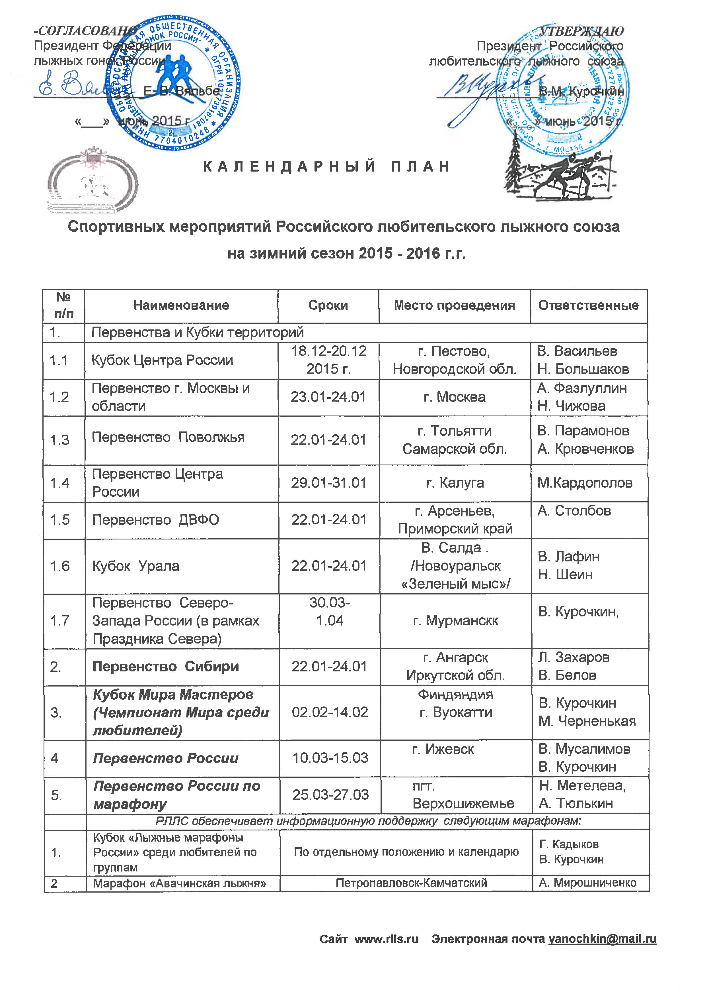 -СОГЛАСОВАНО
Президент Федерации
лыжных гонок России
Е. В. Вяльбе
«___» июнь 2015 г
УТВЕРЖДАЮ
Президент Российского
любительского лыжного союза
В.М. Курочкин
«___» июнь 2015 г.
ОБЩЕРОССИЙСКАЯ ОБЩЕСТВЕННАЯ ОРГАНИЗАЦИЯ
ОГРН 1037739167081
ИНН 7704010248
г. МОСКВА
КАЛЕНДАРНЫЙ ПЛАН
Спортивных мероприятий Российского любительского лыжного союза
на зимний сезон 2015 - 2016 г.г.
№ п/п Наименование Сроки Место проведения Ответственные
1. Первенства и Кубки территорий
1.1 Кубок Центра России 18.12-20.12 2015 г. г. Пестово, Новгородской обл. В. Васильев Н. Большаков
1.2 Первенство г. Москвы и области 23.01-24.01 г. Москва А. Фазлуллин Н. Чижова
1.3 Первенство Поволжья 22.01-24.01 г. Тольятти Самарской обл. В. Парамонов А. Крювченков
1.4 Первенство Центра России 29.01-31.01 г. Калуга М.Кардополов
1.5 Первенство ДВФО 22.01-24.01 г. Арсеньев, Приморский край А. Столбов
1.6 Кубок Урала 22.01-24.01 В. Салда . /Новоуральск «Зеленый мыс»/ В. Лафин Н. Шеин
1.7 Первенство Северо-Запада России (в рамках Праздника Севера) 30.03-1.04 г. Мурманскк В. Курочкин,
2. Первенство Сибири 22.01-24.01 г. Ангарск Иркутской обл. Л. Захаров В. Белов
3. Кубок Мира Мастеров (Чемпионат Мира среди любителей) 02.02-14.02 Финдяндия г. Вуокатти В. Курочкин М. Черненькая
4 Первенство России 10.03-15.03 г. Ижевск В. Мусалимов В. Курочкин
5. Первенство России по марафону 25.03-27.03 пгт. Верхошижемье Н. Метелева, А. Тюлькин
РЛЛС обеспечивает информационную поддержку следующим марафонам:
1. Кубок «Лыжные марафоны России» среди любителей по группам По отдельному положению и календарю Г. Кадыков В. Курочкин
2 Марафон «Авачинская лыжня» Петропавловск-Камчатский А. Мирошниченко
Сайт www.rlls.ru Электронная почта yanochkin@mail.ru